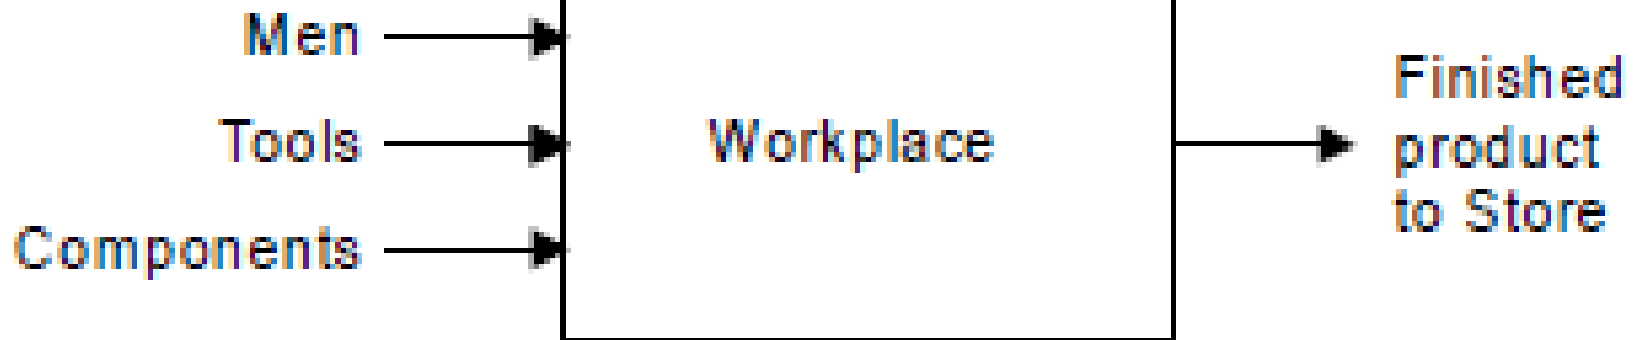 Men
Tools
Components
Workplace
Finished
product
to Store